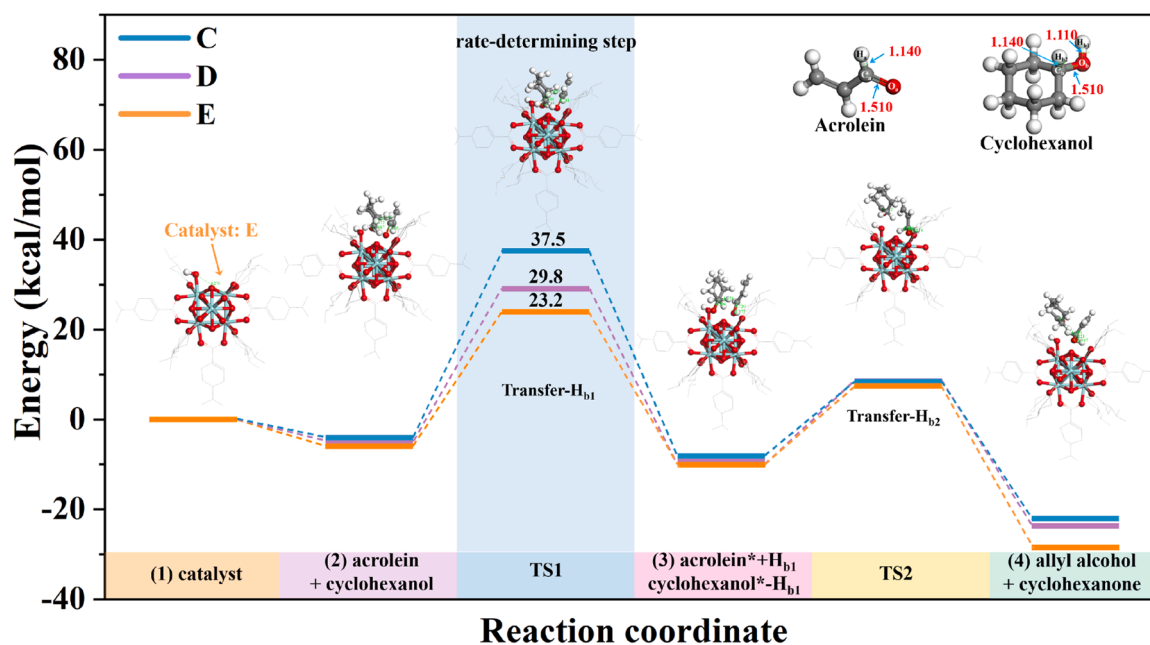 C
D
E
rate-determining step
Catalyst: E
37.5
29.8
23.2
Transfer-Hb1
Transfer-Hb2
1.140
1.510
Acrolein
1.140
1.110
1.510
Cyclohexanol
Energy (kcal/mol)
80
60
40
20
0
-20
-40
(1) catalyst
(2) acrolein
+ cyclohexanol
TS1
(3) acrolein*+Hb1
cyclohexanol*-Hb1
TS2
(4) allyl alcohol
+ cyclohexanone
Reaction coordinate